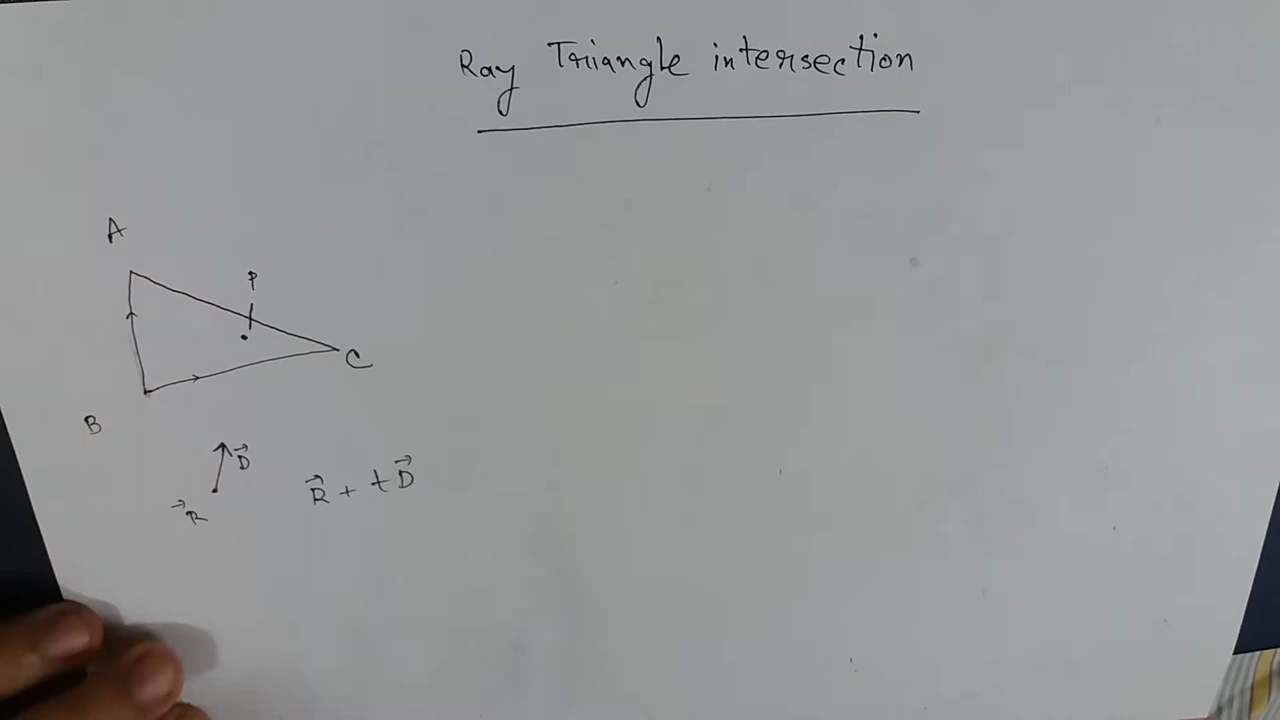 Ray Triangle intersection
A
P
C
B
D⃗
R⃗
R⃗ + tD⃗